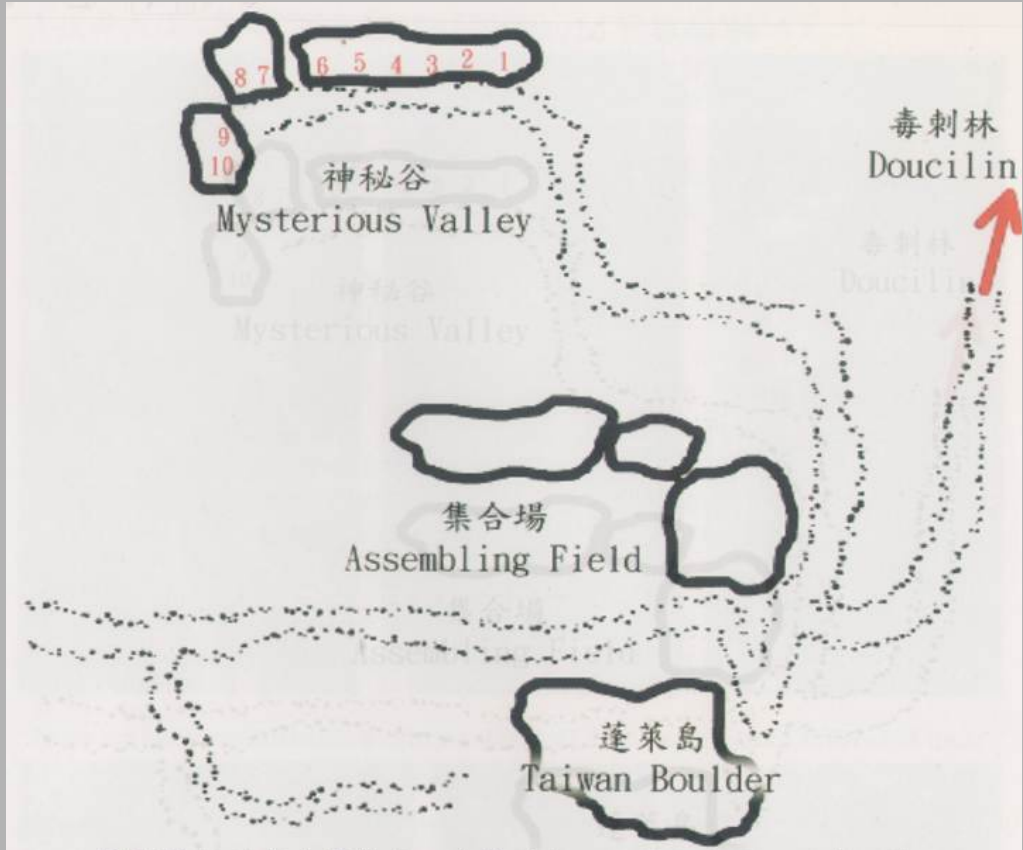 8 7 6 5 4 3 2 1
9
10
神秘谷
Mysterious Valley
毒刺林
Doucilin
集合場
Assembling Field
蓬萊島
Taiwan Boulder